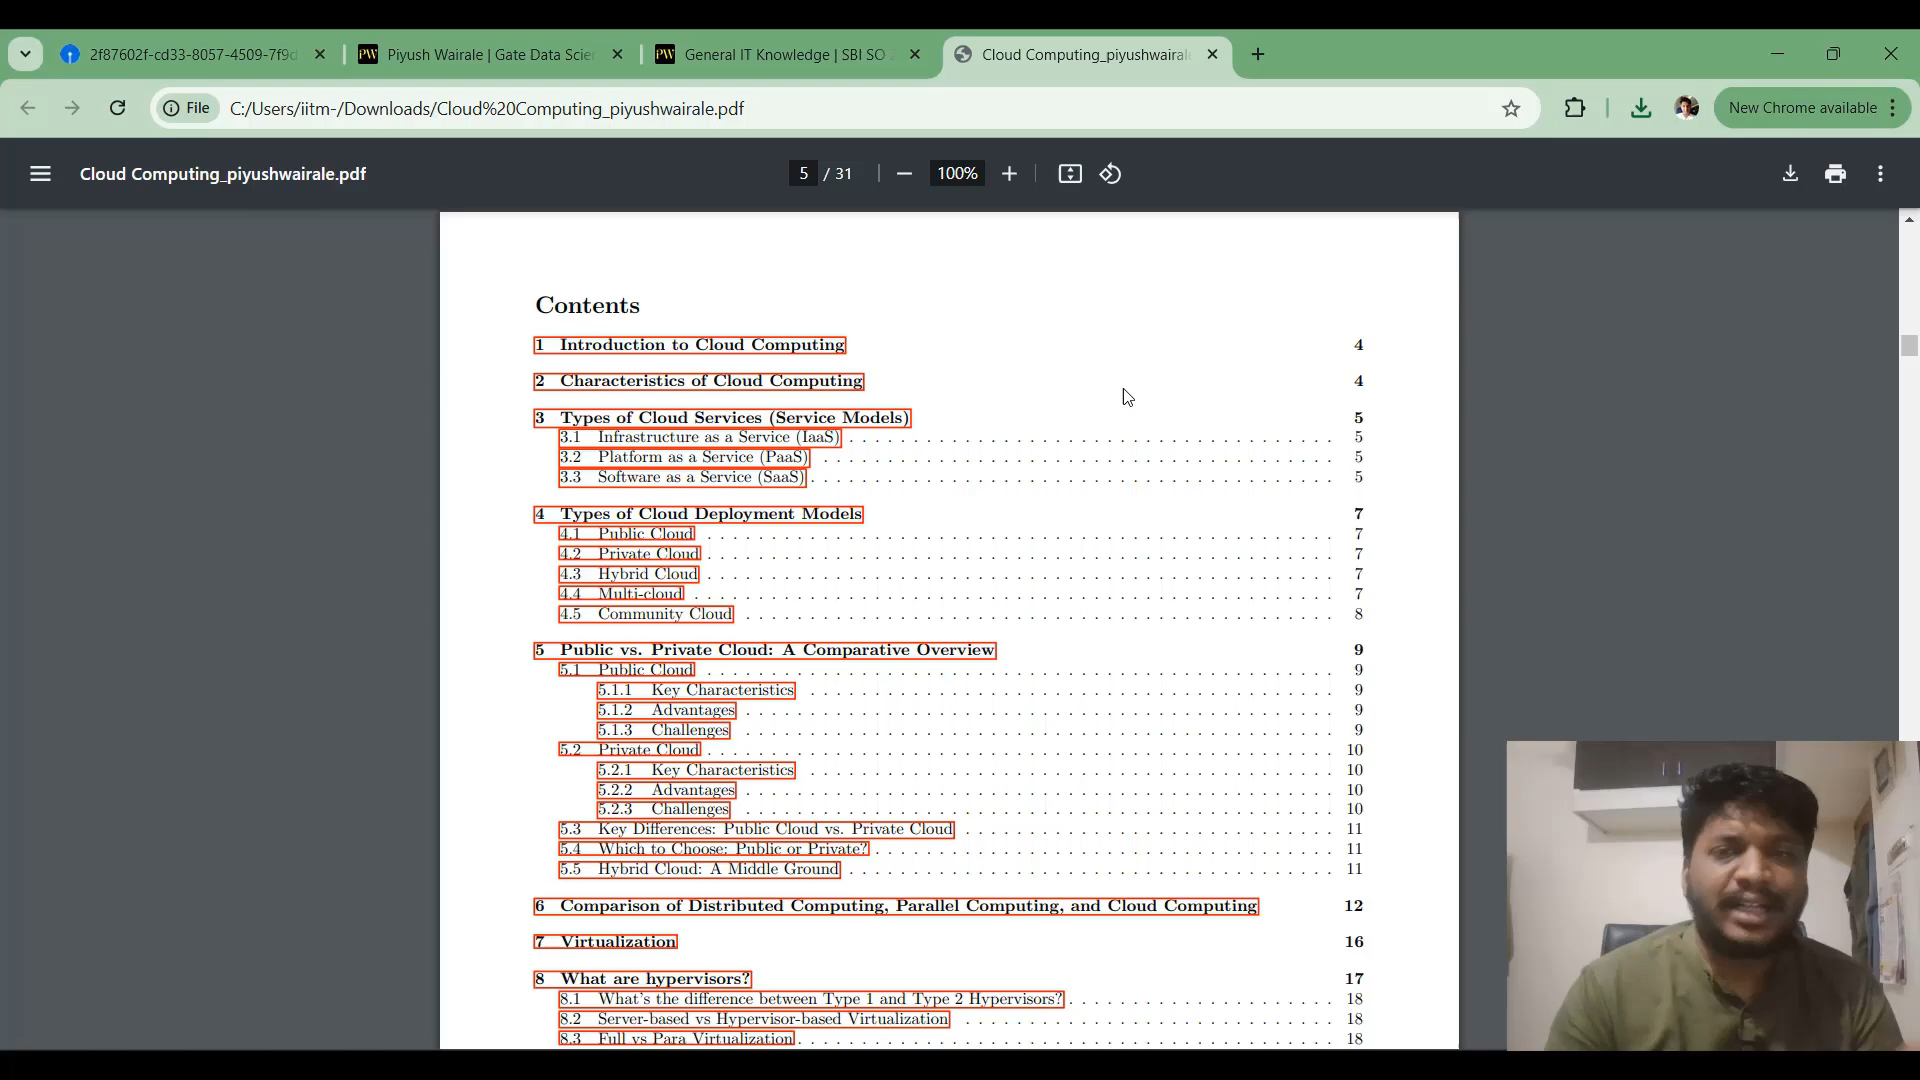 2f87602f-cd33-8057-4509-7f9d
Piyush Wairale | Gate Data Scien
General IT Knowledge | SBI SO 2
Cloud Computing_piyushwairale
File
C:/Users/iitm-/Downloads/Cloud%20Computing_piyushwairale.pdf
New Chrome available
Cloud Computing_piyushwairale.pdf
5 / 31
100%
Contents
1 Introduction to Cloud Computing 4
2 Characteristics of Cloud Computing 4
3 Types of Cloud Services (Service Models) 5
3.1 Infrastructure as a Service (IaaS) 5
3.2 Platform as a Service (PaaS) 5
3.3 Software as a Service (SaaS) 5
4 Types of Cloud Deployment Models 7
4.1 Public Cloud 7
4.2 Private Cloud 7
4.3 Hybrid Cloud 7
4.4 Multi-cloud 7
4.5 Community Cloud 8
5 Public vs. Private Cloud: A Comparative Overview 9
5.1 Public Cloud 9
5.1.1 Key Characteristics 9
5.1.2 Advantages 9
5.1.3 Challenges 9
5.2 Private Cloud 10
5.2.1 Key Characteristics 10
5.2.2 Advantages 10
5.2.3 Challenges 10
5.3 Key Differences: Public Cloud vs. Private Cloud 11
5.4 Which to Choose: Public or Private? 11
5.5 Hybrid Cloud: A Middle Ground 11
6 Comparison of Distributed Computing, Parallel Computing, and Cloud Computing 12
7 Virtualization 16
8 What are hypervisors? 17
8.1 What's the difference between Type 1 and Type 2 Hypervisors? 18
8.2 Server-based vs Hypervisor-based Virtualization 18
8.3 Full vs Para Virtualization 18